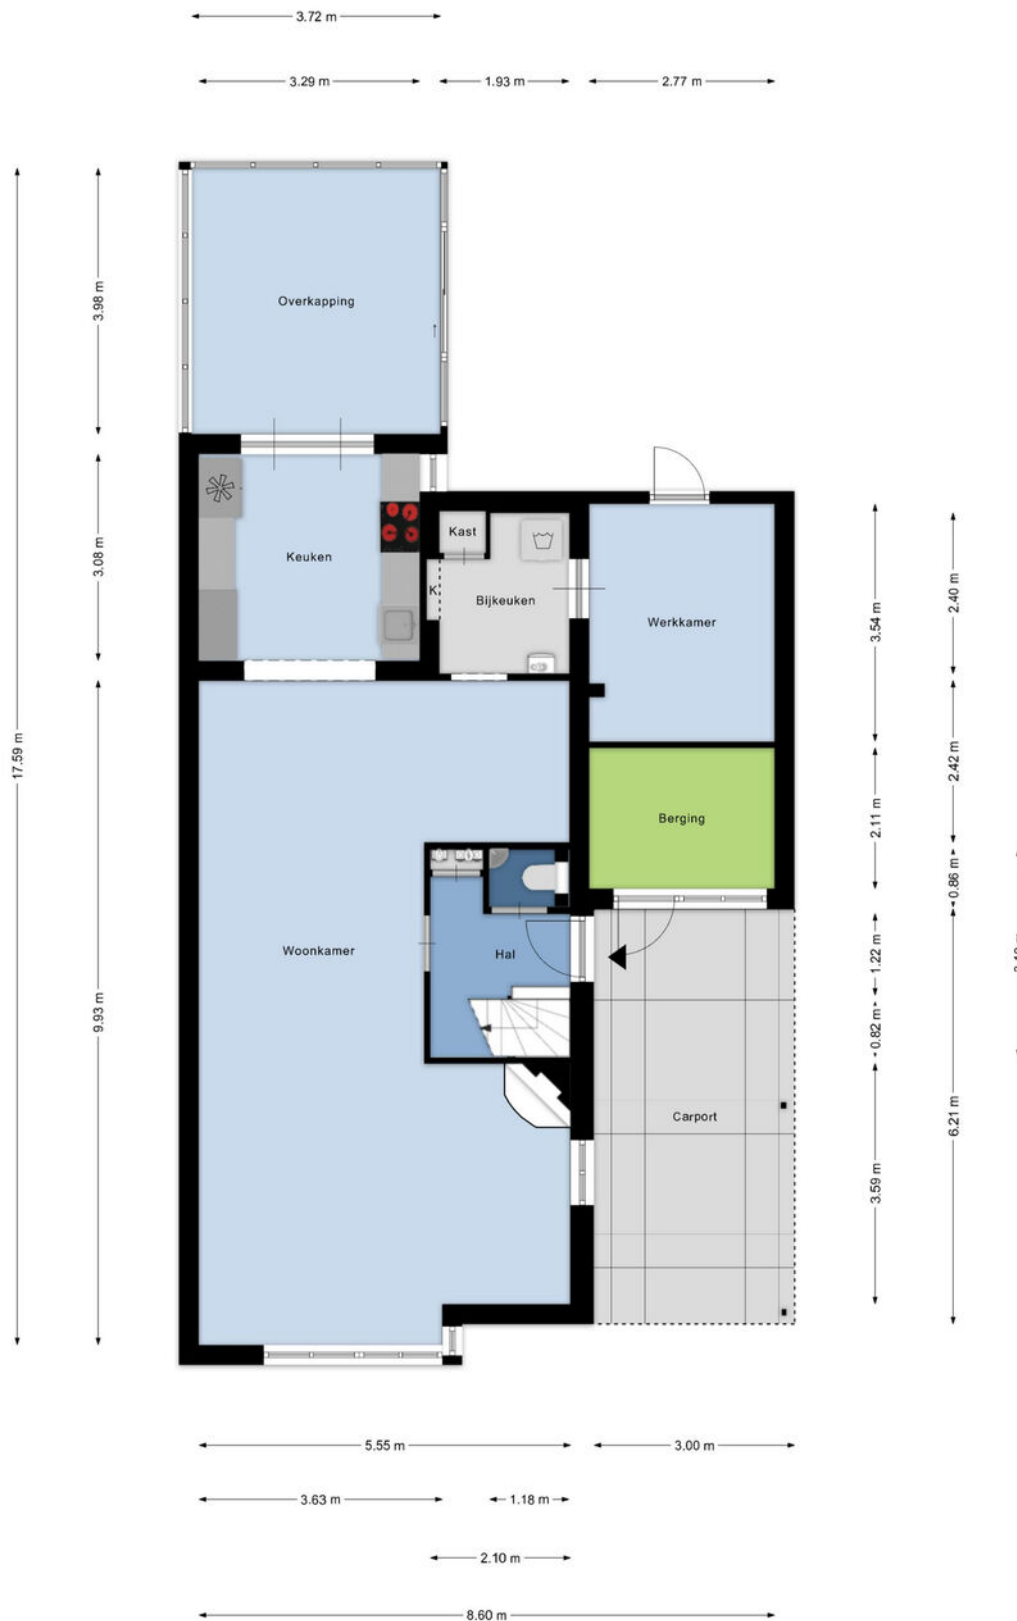 3.72 m
3.29 m
1.93 m
2.77 m
Overkapping
3.98 m
Kast
Keuken
3.08 m
K
Bijkeuken
Werkkamer
3.54 m
2.40 m
17.59 m
2.42 m
Berging
2.11 m
0.86 m
Woonkamer
Hal
1.22 m
9.93 m
0.82 m
Carport
6.21 m
3.59 m
5.55 m
3.00 m
3.63 m
1.18 m
2.10 m
8.60 m